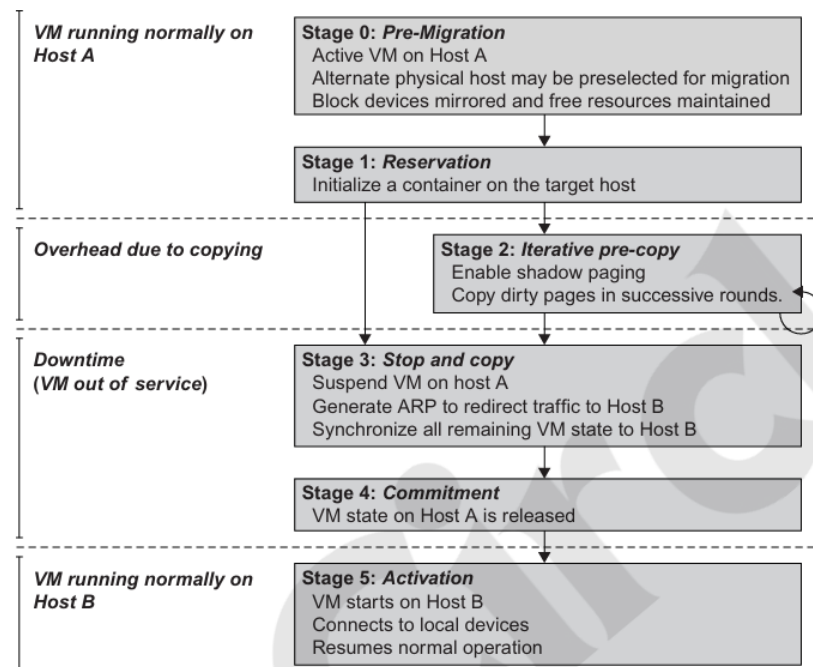 VM running normally on
Host A
Stage 0: Pre-Migration
Active VM on Host A
Alternate physical host may be preselected for migration
Block devices mirrored and free resources maintained
Stage 1: Reservation
Initialize a container on the target host
Overhead due to copying
Stage 2: Iterative pre-copy
Enable shadow paging
Copy dirty pages in successive rounds.
Downtime
(VM out of service)
Stage 3: Stop and copy
Suspend VM on host A
Generate ARP to redirect traffic to Host B
Synchronize all remaining VM state to Host B
Stage 4: Commitment
VM state on Host A is released
VM running normally on
Host B
Stage 5: Activation
VM starts on Host B
Connects to local devices
Resumes normal operation